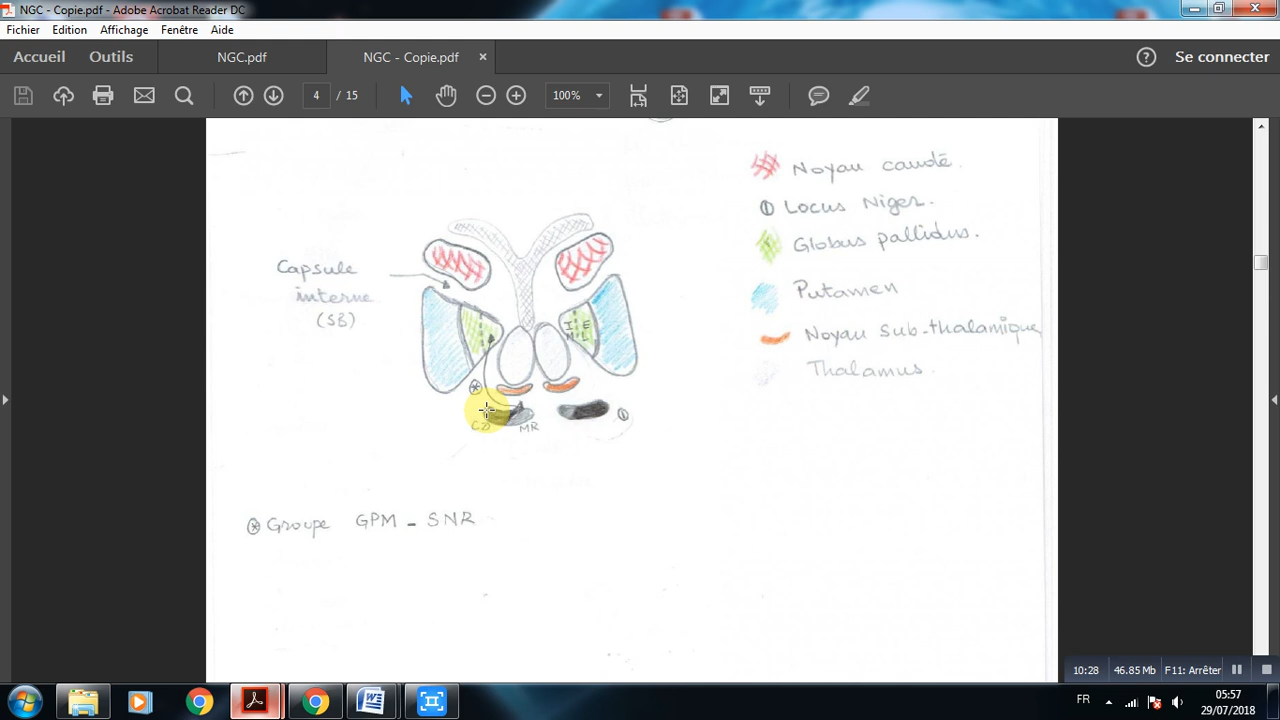 NGC - Copie.pdf - Adobe Acrobat Reader DC
Fichier Edition Affichage Fenêtre Aide
Accueil Outils NGC.pdf NGC - Copie.pdf × ? Se connecter
4 / 15 100%
Noyau caudé.
① Locus Niger.
Globus pallidus.
Putamen
Noyau Sub-thalamique
Thalamus.
Capsule
interne
(SB)
I E
M L
①
MR
Groupe GPM - SNR
10:28 46.85 Mb F11: Arrêter
FR 05:57
29/07/2018